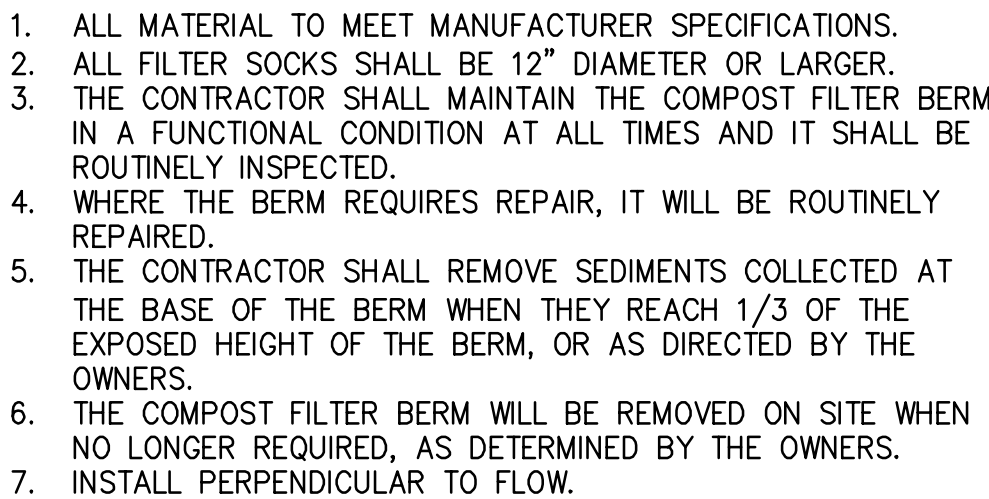 1. ALL MATERIAL TO MEET MANUFACTURER SPECIFICATIONS.
2. ALL FILTER SOCKS SHALL BE 12" DIAMETER OR LARGER.
3. THE CONTRACTOR SHALL MAINTAIN THE COMPOST FILTER BERM
IN A FUNCTIONAL CONDITION AT ALL TIMES AND IT SHALL BE
ROUTINELY INSPECTED.
4. WHERE THE BERM REQUIRES REPAIR, IT WILL BE ROUTINELY
REPAIRED.
5. THE CONTRACTOR SHALL REMOVE SEDIMENTS COLLECTED AT
THE BASE OF THE BERM WHEN THEY REACH 1/3 OF THE
EXPOSED HEIGHT OF THE BERM, OR AS DIRECTED BY THE
OWNERS.
6. THE COMPOST FILTER BERM WILL BE REMOVED ON SITE WHEN
NO LONGER REQUIRED, AS DETERMINED BY THE OWNERS.
7. INSTALL PERPENDICULAR TO FLOW.